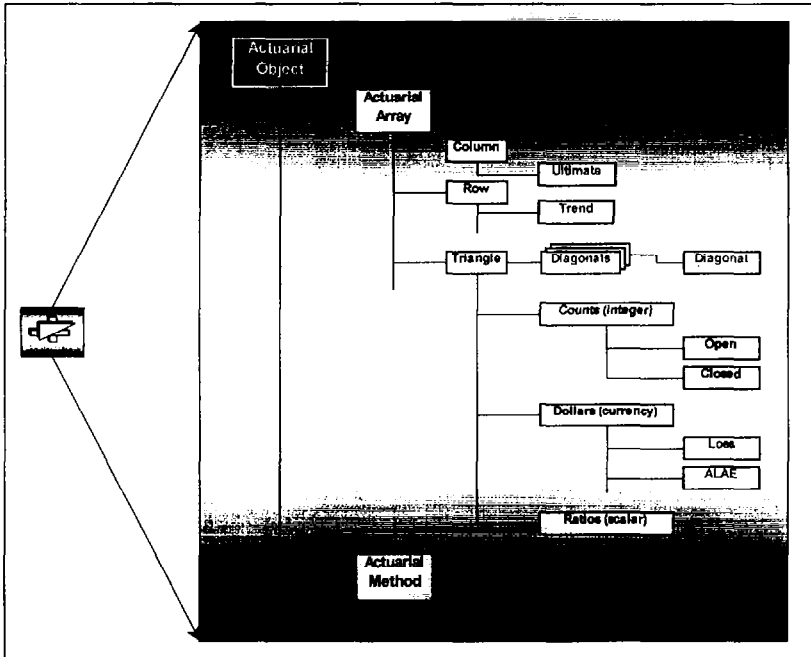 Actuarial
Object
Actuarial
Array
Column
Ultimate
Row
Trend
Triangle
Diagonals
Diagonal
Counts (integer)
Open
Closed
Dollars (currency)
Loss
ALAE
Ratios (scalar)
Actuarial
Method